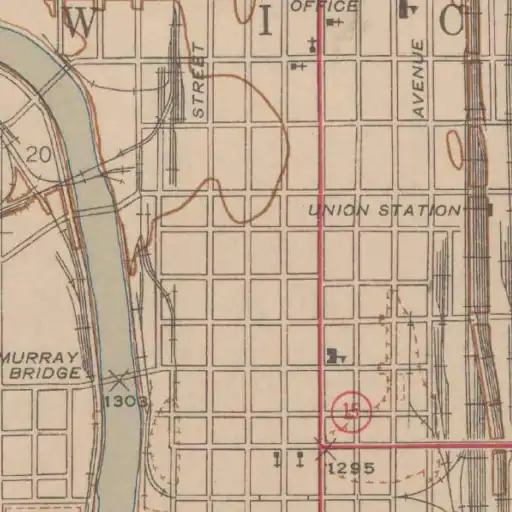 OFFICE
W I C
STREET
AVENUE
20
UNION STATION
MURRAY
BRIDGE
1303
15
1295